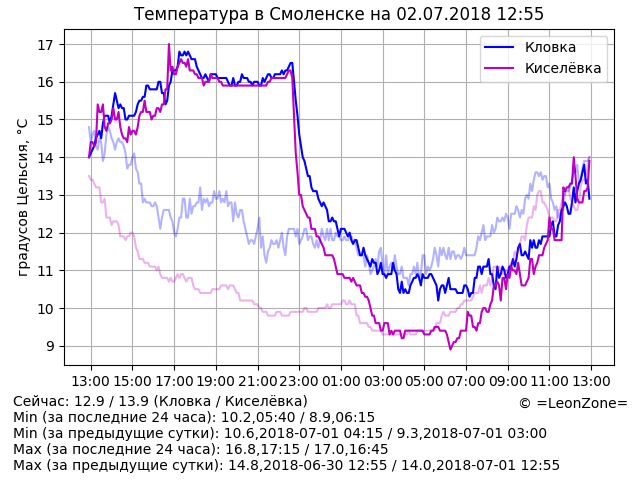 Температура в Смоленске на 02.07.2018 12:55
Кловка
Киселёвка
градусов Цельсия, °C
17
16
15
14
13
12
11
10
9
13:00 15:00 17:00 19:00 21:00 23:00 01:00 03:00 05:00 07:00 09:00 11:00 13:00
Сейчас: 12.9 / 13.9 (Кловка / Киселёвка)
© =LeonZone=
Min (за последние 24 часа): 10.2,05:40 / 8.9,06:15
Min (за предыдущие сутки): 10.6,2018-07-01 04:15 / 9.3,2018-07-01 03:00
Max (за последние 24 часа): 16.8,17:15 / 17.0,16:45
Max (за предыдущие сутки): 14.8,2018-06-30 12:55 / 14.0,2018-07-01 12:55